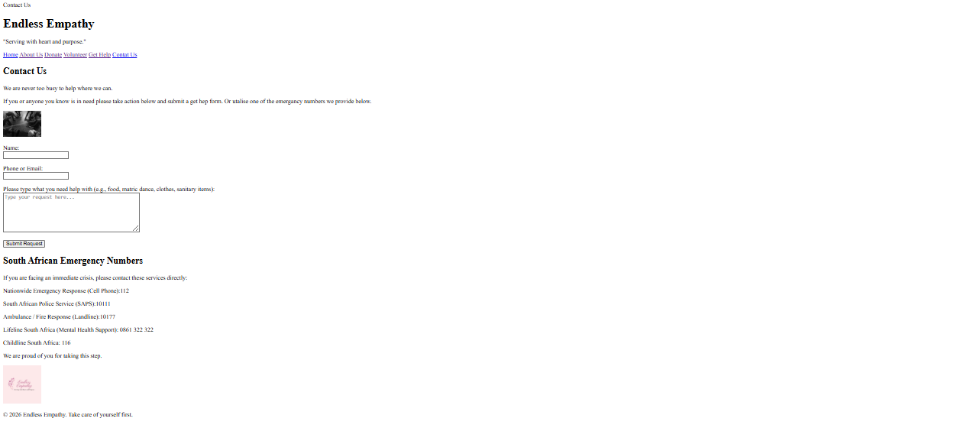 Contact Us
Endless Empathy
"Serving with heart and purpose."
Home About Us Donate Volunteer Get Help Contat Us
Contact Us
We are never too busy to help where we can.
If you or anyone you know is in need please take action below and submit a get hep form. Or utalise one of the emergency numbers we provide below.
Name:
Phone or Email:
Please type what you need help with (e.g., food, matric dance, clothes, sanitary items):
Type your request here...
Submit Request
South African Emergency Numbers
If you are facing an immediate crisis, please contact these services directly:
Nationwide Emergency Response (Cell Phone):112
South African Police Service (SAPS):10111
Ambulance / Fire Response (Landline):10177
Lifeline South Africa (Mental Health Support): 0861 322 322
Childline South Africa: 116
We are proud of you for taking this step.
Endless
Empathy
© 2026 Endless Empathy. Take care of yourself first.